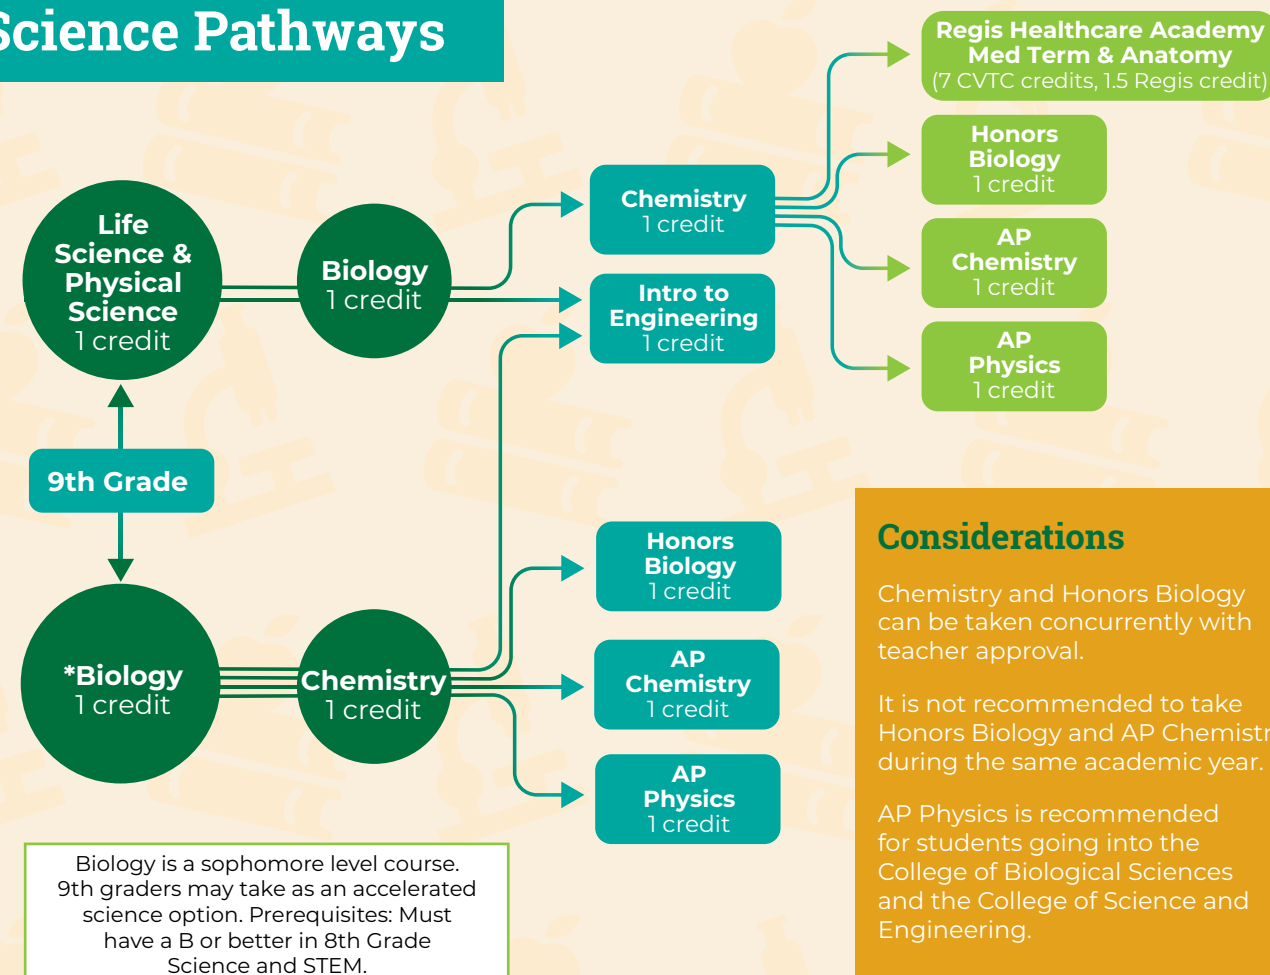 Science Pathways
Life
Science &
Physical
Science
1 credit
Biology
1 credit
Chemistry
1 credit
Intro to
Engineering
1 credit
Regis Healthcare Academy
Med Term & Anatomy
(7 CVTC credits, 1.5 Regis credit)
Honors
Biology
1 credit
AP
Chemistry
1 credit
AP
Physics
1 credit
9th Grade
*Biology
1 credit
Chemistry
1 credit
Honors
Biology
1 credit
AP
Chemistry
1 credit
AP
Physics
1 credit
Biology is a sophomore level course.
9th graders may take as an accelerated
science option. Prerequisites: Must
have a B or better in 8th Grade
Science and STEM.
Considerations
Chemistry and Honors Biology
can be taken concurrently with
teacher approval.
It is not recommended to take
Honors Biology and AP Chemistr
during the same academic year.
AP Physics is recommended
for students going into the
College of Biological Sciences
and the College of Science and
Engineering.